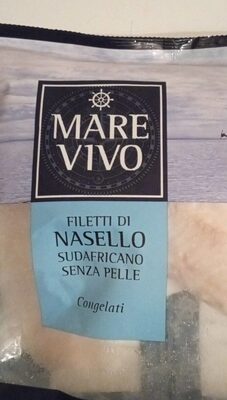 MARE
VIVO
FILETTI DI
NASELLO
SUDAFRICANO
SENZA PELLE
Congelati